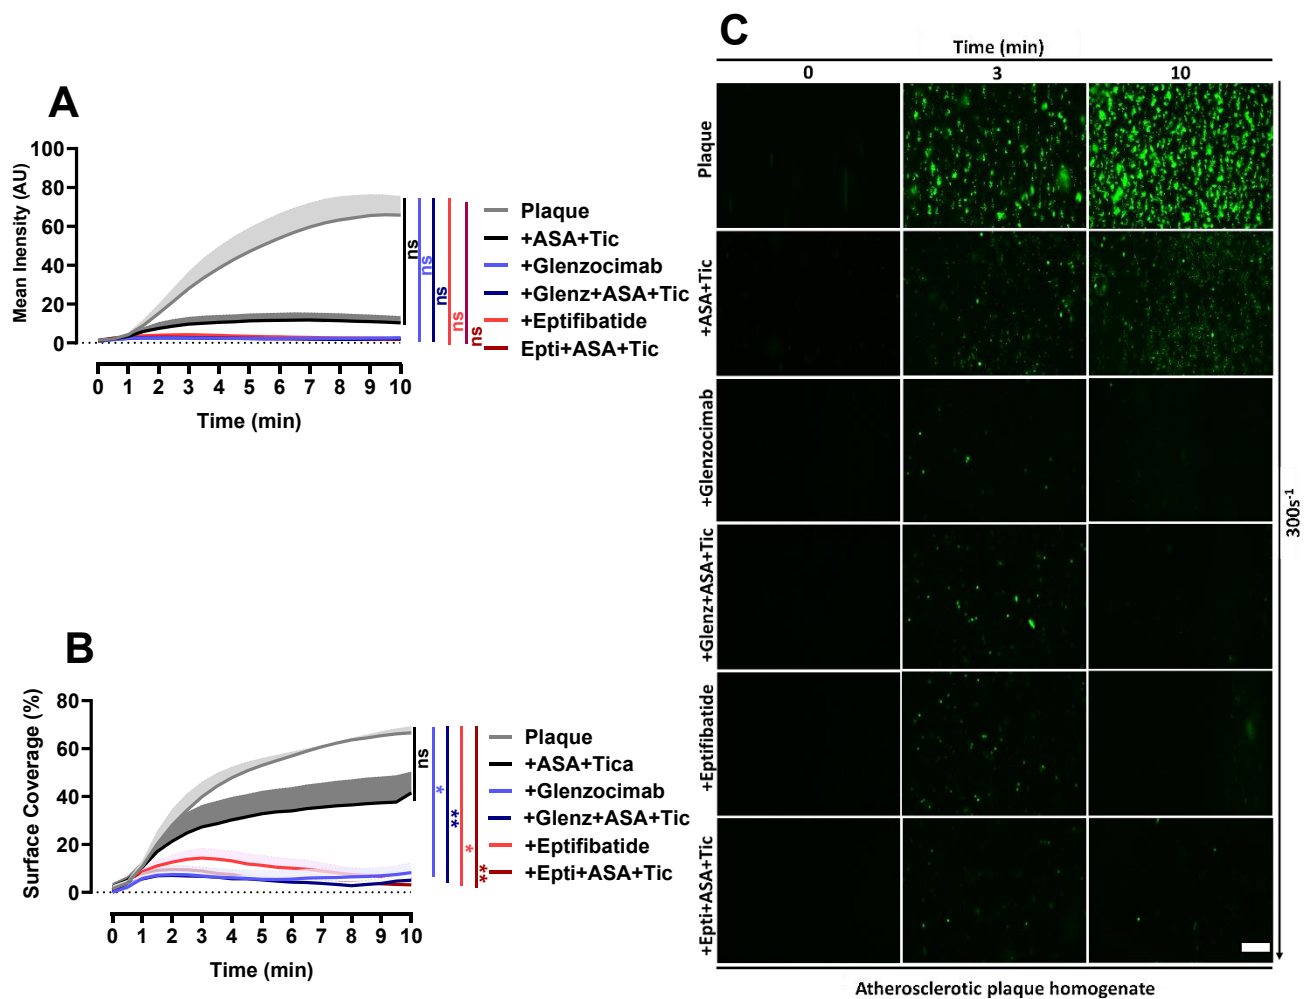 A
Mean Inensity (AU)
100
80
60
40
20
0
0 1 2 3 4 5 6 7 8 9 10
Time (min)
ns
ns
ns
ns
ns
Plaque
+ASA+Tic
+Glenzocimab
+Glenz+ASA+Tic
+Eptifibatide
Epti+ASA+Tic
B
Surface Coverage (%)
80
60
40
20
0
0 1 2 3 4 5 6 7 8 9 10
Time (min)
ns
*
**
*
**
Plaque
+ASA+Tica
+Glenzocimab
+Glenz+ASA+Tic
+Eptifibatide
+Epti+ASA+Tic
C
Time (min)
0 3 10
Plaque
+ASA+Tic
+Glenzocimab
+Glenz+ASA+Tic
+Eptifibatide
+Epti+ASA+Tic
300s-1
Atherosclerotic plaque homogenate